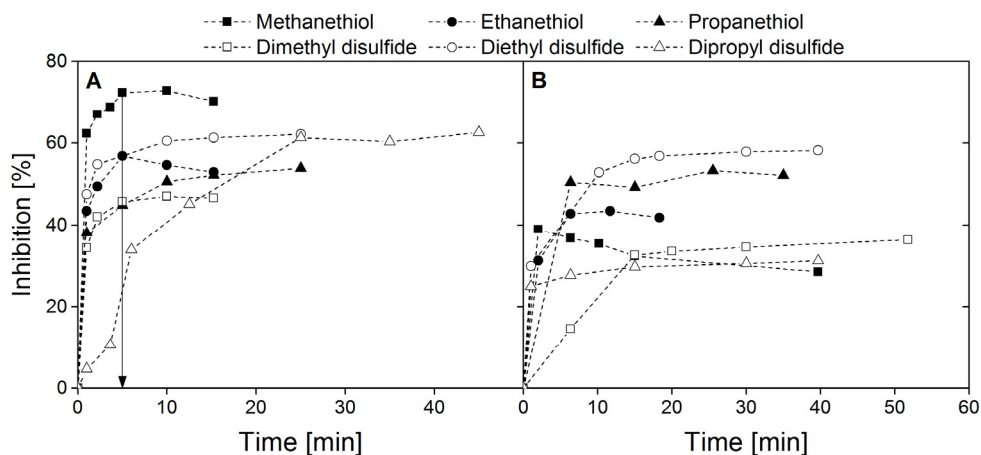 Methanethiol Ethanethiol Propanethiol
Dimethyl disulfide Diethyl disulfide Dipropyl disulfide
A B
80
60
40
20
0
Inhibition [%]
0 10 20 30 40 0 10 20 30 40 50 60
Time [min] Time [min]